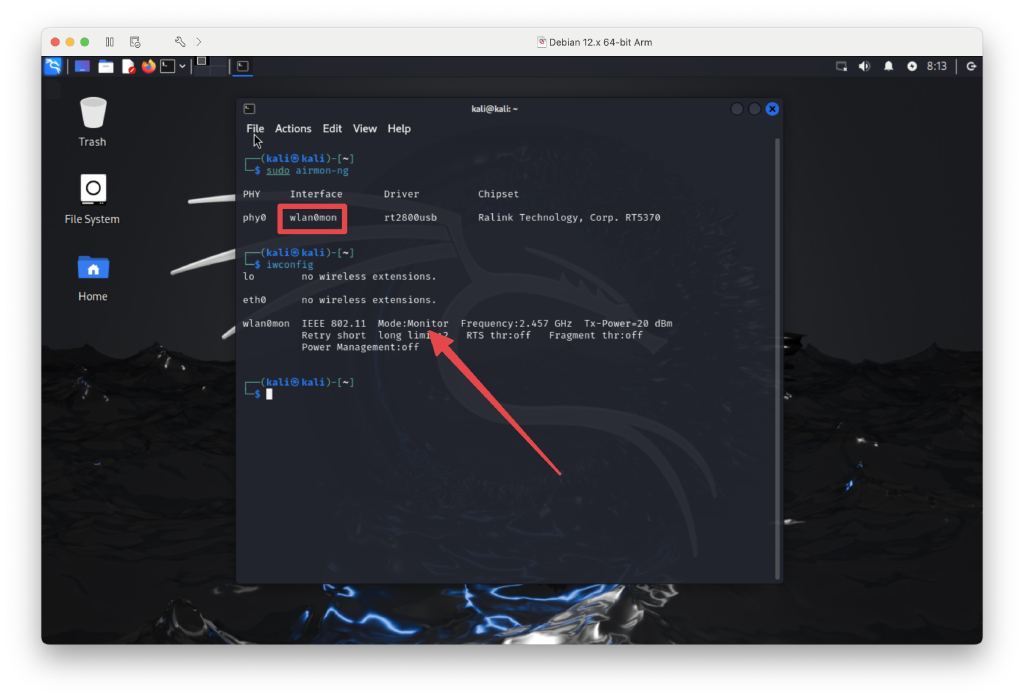 Debian 12.x 64-bit Arm
8:13
Trash
File System
Home
kali@kali: ~
File Actions Edit View Help
┌──(kali㉿kali)-[~]
└─$ sudo airmon-ng
PHY Interface Driver Chipset
phy0 wlan0mon rt2800usb Ralink Technology, Corp. RT5370
┌──(kali㉿kali)-[~]
└─$ iwconfig
lo no wireless extensions.
eth0 no wireless extensions.
wlan0mon IEEE 802.11 Mode:Monitor Frequency:2.457 GHz Tx-Power=20 dBm
Retry short long RTS thr:off Fragment thr:off
Power Management:off
┌──(kali㉿kali)-[~]
└─$